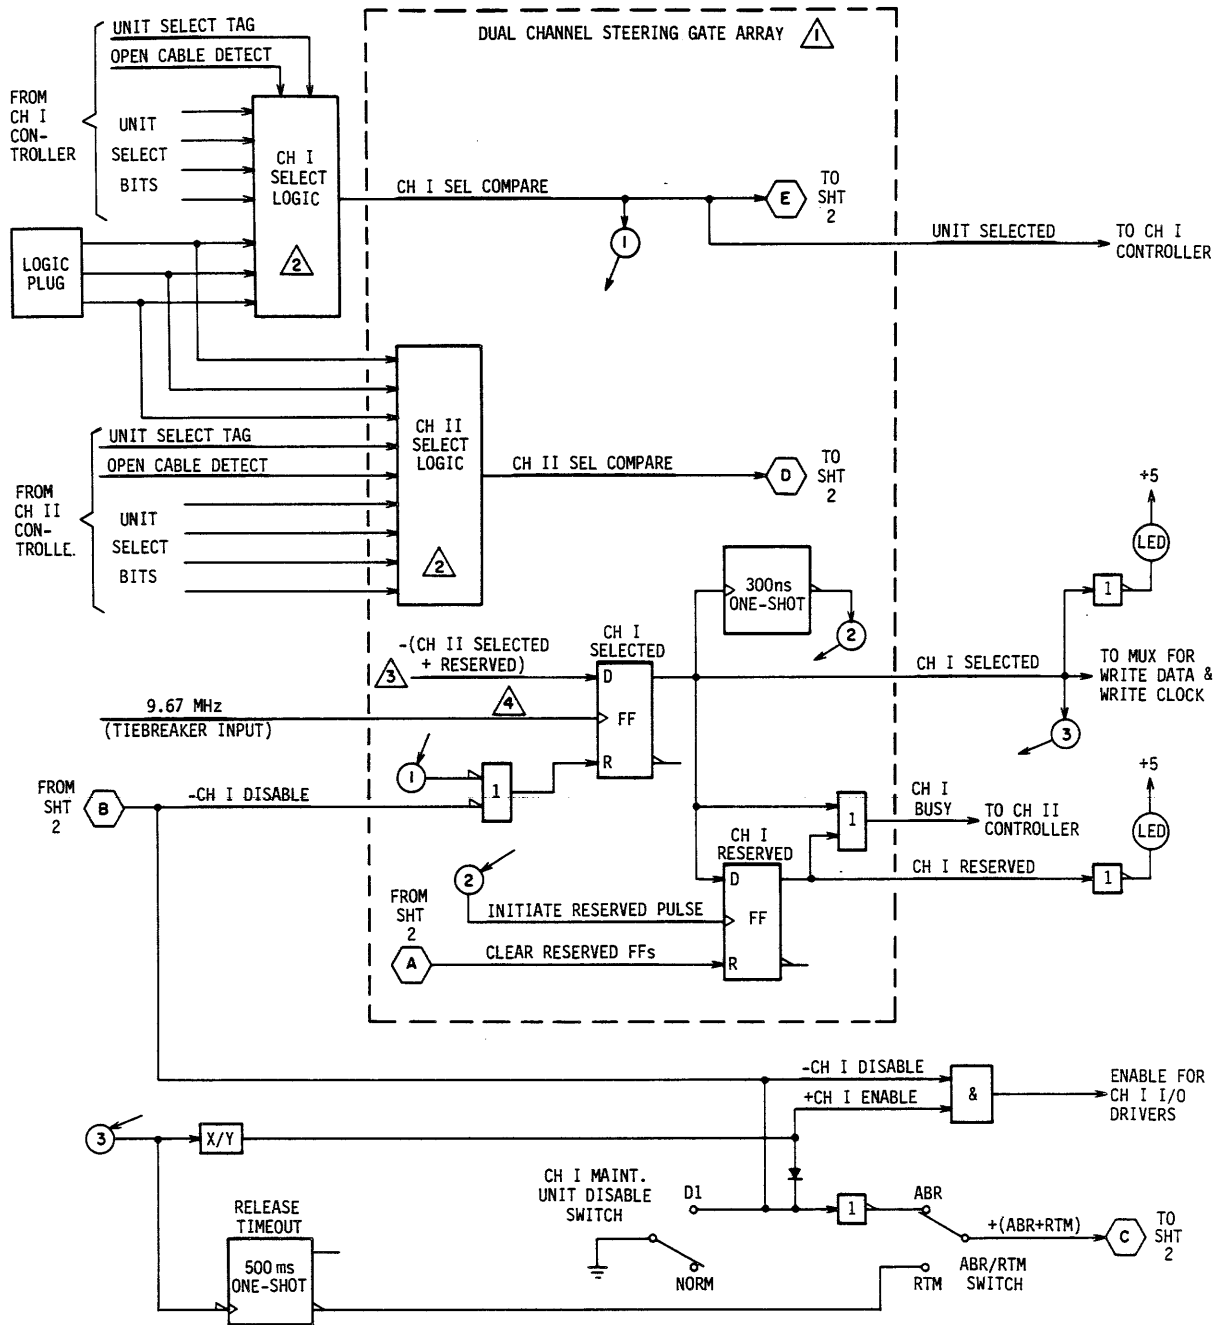 DUAL CHANNEL STEERING GATE ARRAY 1
UNIT SELECT TAG
OPEN CABLE DETECT
FROM
CH I
CON-
TROLLER
UNIT
SELECT
BITS
CH I
SELECT
LOGIC
2
LOGIC
PLUG
CH I SEL COMPARE
1
E
TO
SHT
2
UNIT SELECTED
TO CH I
CONTROLLER
UNIT SELECT TAG
OPEN CABLE DETECT
FROM
CH II
CON-
TROLLE.
UNIT
SELECT
BITS
CH II
SELECT
LOGIC
2
CH II SEL COMPARE
D
TO
SHT
2
+5
LED
1
300ns
ONE-SHOT
2
3
-(CH II SELECTED
+ RESERVED)
4
9.67 MHz
(TIEBREAKER INPUT)
CH I
SELECTED
D
FF
R
CH I SELECTED
TO MUX FOR
WRITE DATA &
WRITE CLOCK
3
1
1
FROM
SHT
2
B
-CH I DISABLE
1
CH I
BUSY
TO CH II
CONTROLLER
+5
LED
CH I
RESERVED
D
FF
R
CH I RESERVED
1
2
INITIATE RESERVED PULSE
FROM
SHT
2
A
CLEAR RESERVED FFs
-CH I DISABLE
+CH I ENABLE
&
ENABLE FOR
CH I I/O
DRIVERS
3
X/Y
CH I MAINT.
UNIT DISABLE
SWITCH
D1
NORM
1
ABR
RTM
+(ABR+RTM)
ABR/RTM
SWITCH
C
TO
SHT
2
RELEASE
TIMEOUT
500 ms
ONE-SHOT